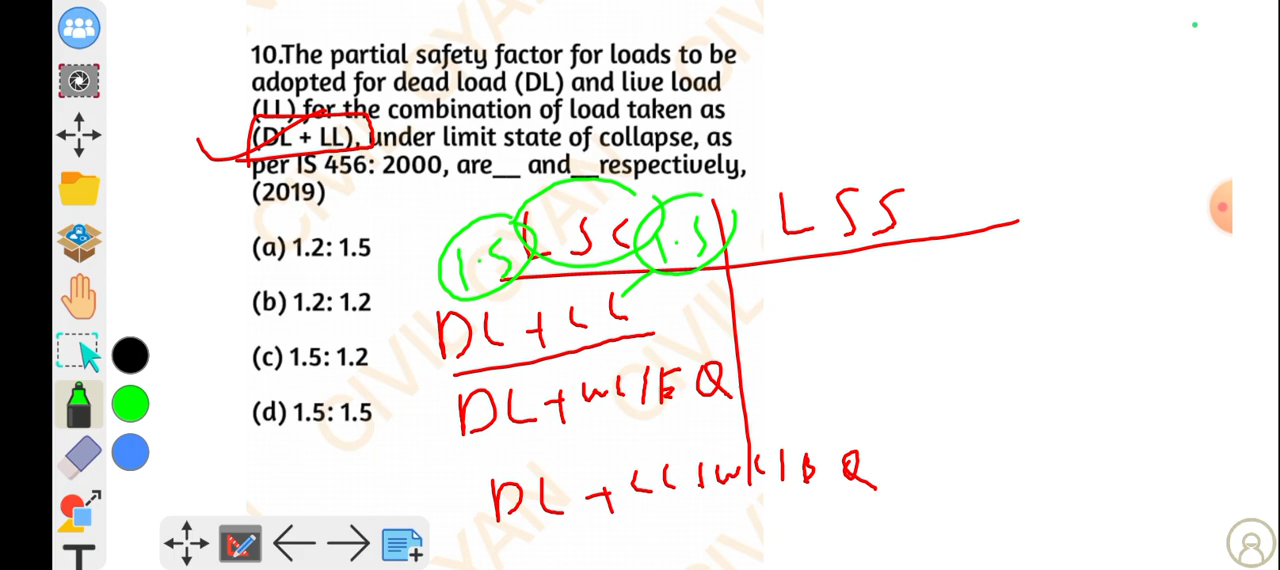 10.The partial safety factor for loads to be
adopted for dead load (DL) and live load
(LL) for the combination of load taken as
(DL + LL), under limit state of collapse, as
per IS 456: 2000, are__ and__respectively,
(2019)
(a) 1.2: 1.5
(b) 1.2: 1.2
(c) 1.5: 1.2
(d) 1.5: 1.5
1.5 LSC 1.5 LSS
DL + LL
DL + WL/EQ
DL + LL + WL/EQ
CIVIL GYAN
T